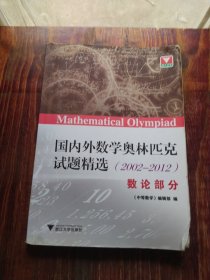 Mathematical Olympiad
国内外数学奥林匹克
试题精选（2002-2012）
数论部分
《中等数学》编辑部 编
浙江大学出版社